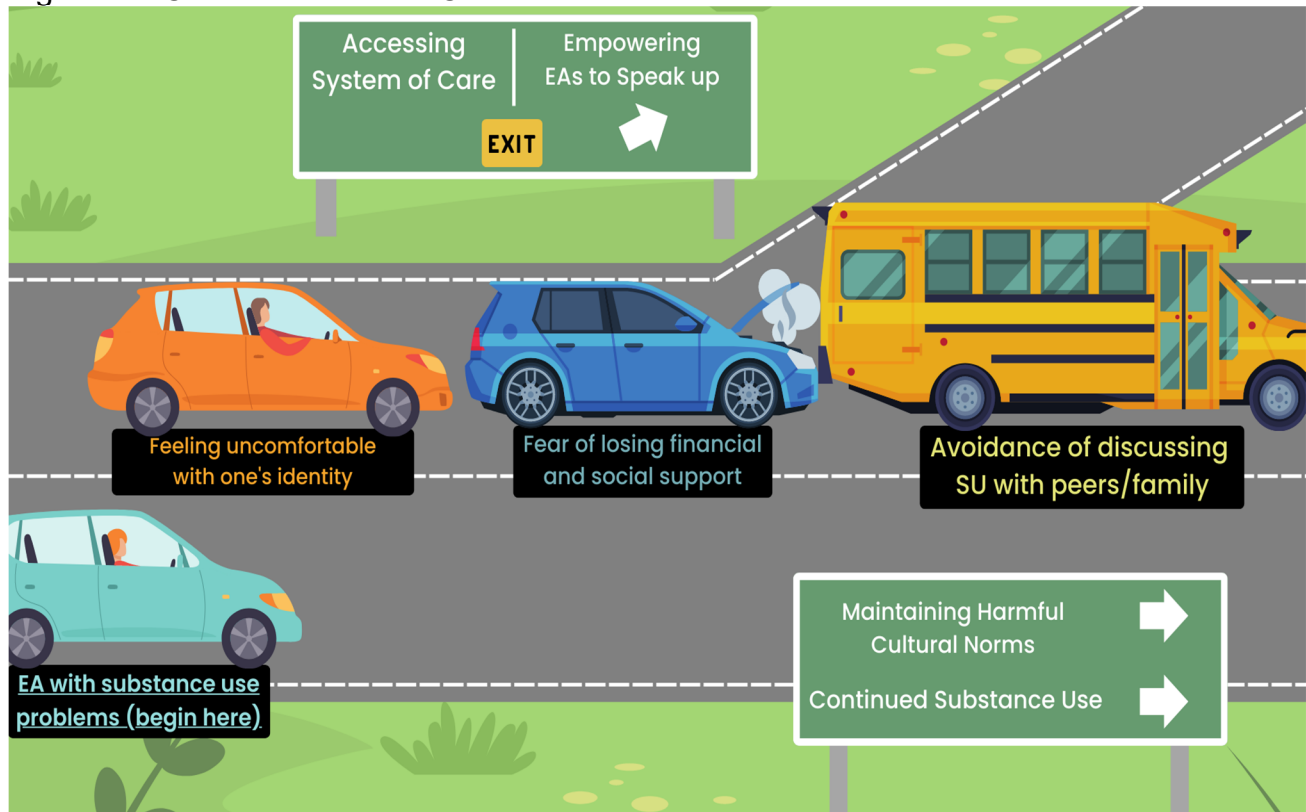 Accessing
System of Care
Empowering
EAs to Speak up
EXIT
Feeling uncomfortable
with one's identity
Fear of losing financial
and social support
Avoidance of discussing
SU with peers/family
EA with substance use
problems (begin here)
Maintaining Harmful
Cultural Norms
Continued Substance Use